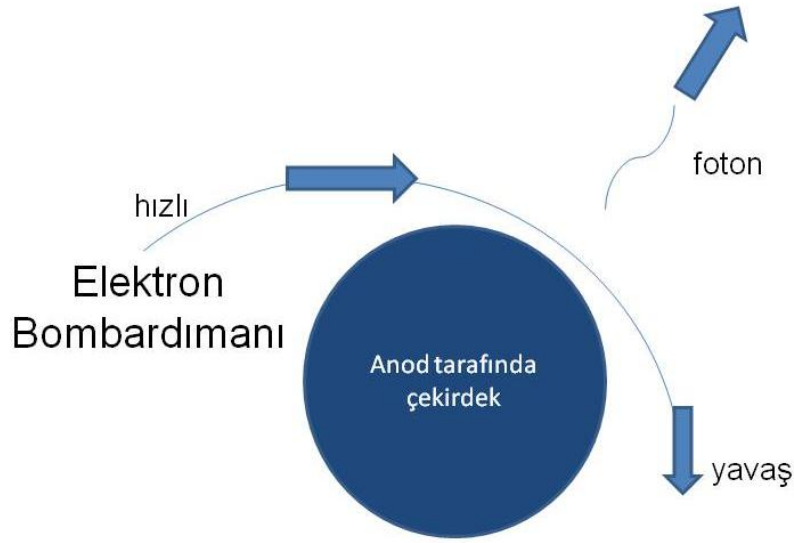 foton
hızlı
Elektron
Bombardımanı
Anod tarafında
çekirdek
yavaş